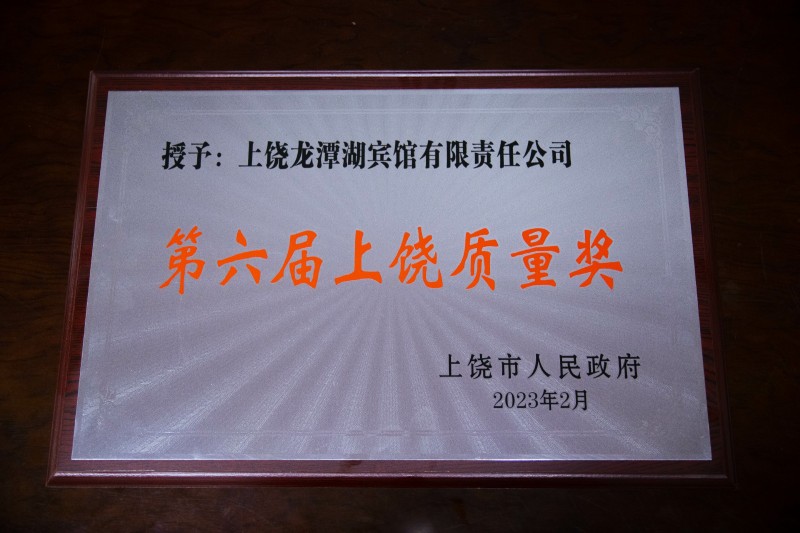 授予：上饶龙潭湖宾馆有限责任公司
第六届上饶质量奖
上饶市人民政府
2023年2月